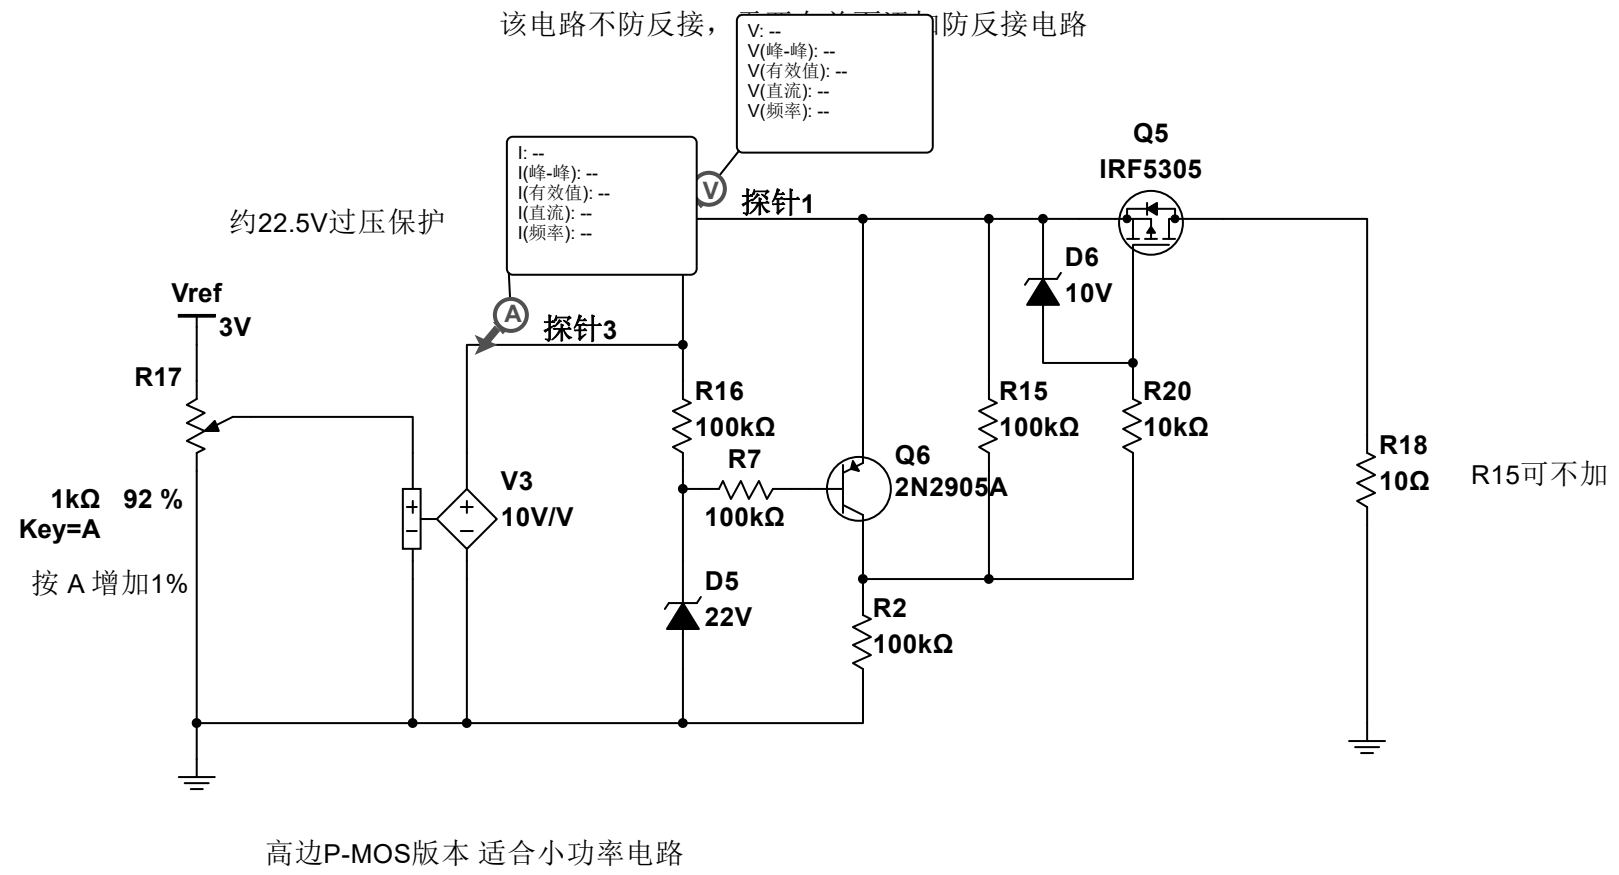 该电路不防反接，
防反接电路
V: --
V(峰-峰): --
V(有效值): --
V(直流): --
V(频率): --
Q5
IRF5305
I: --
I(峰-峰): --
I(有效值): --
I(直流): --
I(频率): --
V
探针1
约22.5V过压保护
D6
10V
Vref
3V
A
探针3
R17
R16
100kΩ
R15
100kΩ
R20
10kΩ
R7
100kΩ
Q6
2N2905A
R18
10Ω
R15可不加
1kΩ 92 %
Key=A
V3
10V/V
按 A 增加1%
D5
22V
R2
100kΩ
高边P-MOS版本 适合小功率电路